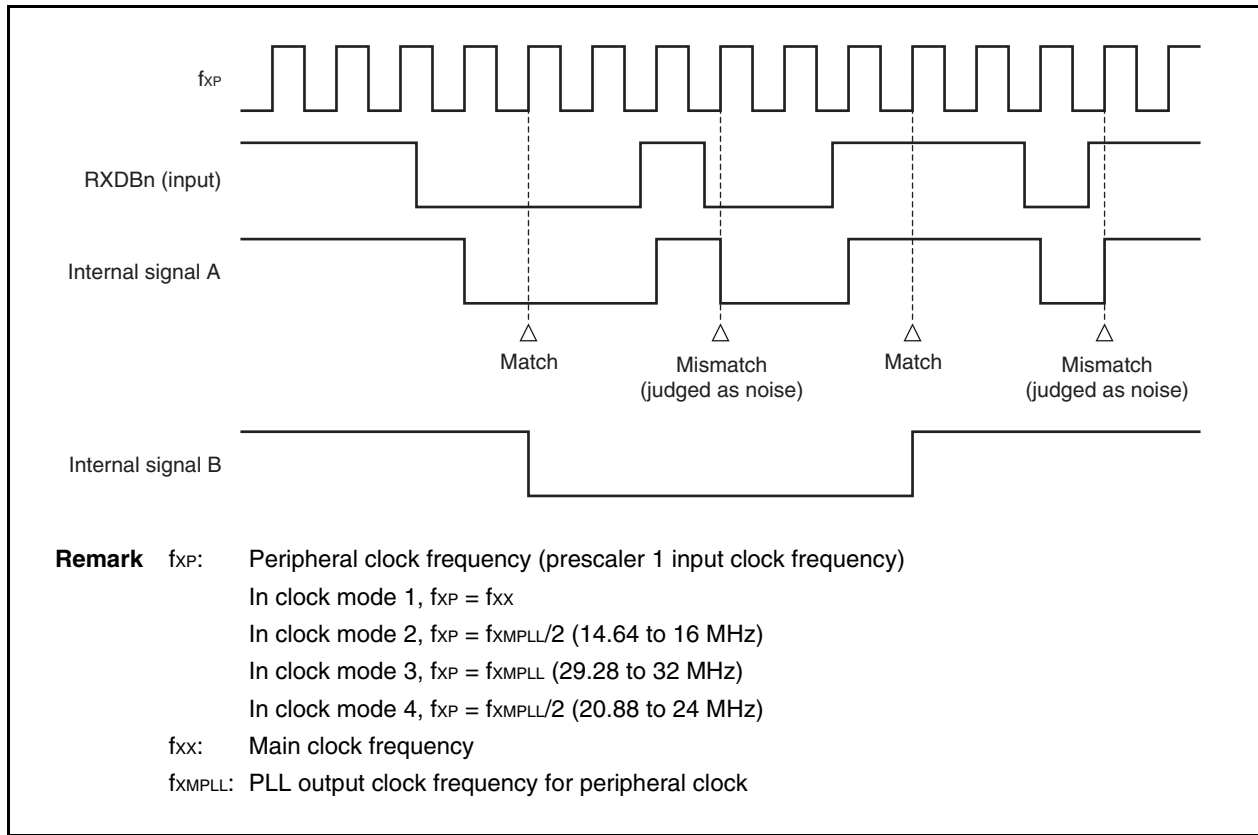 fXP
RXDBn (input)
Internal signal A
Match
Mismatch
(judged as noise)
Match
Mismatch
(judged as noise)
Internal signal B
Remark fXP: Peripheral clock frequency (prescaler 1 input clock frequency)
In clock mode 1, fXP = fXX
In clock mode 2, fXP = fXMPLL/2 (14.64 to 16 MHz)
In clock mode 3, fXP = fXMPLL (29.28 to 32 MHz)
In clock mode 4, fXP = fXMPLL/2 (20.88 to 24 MHz)
fXX: Main clock frequency
fXMPLL: PLL output clock frequency for peripheral clock